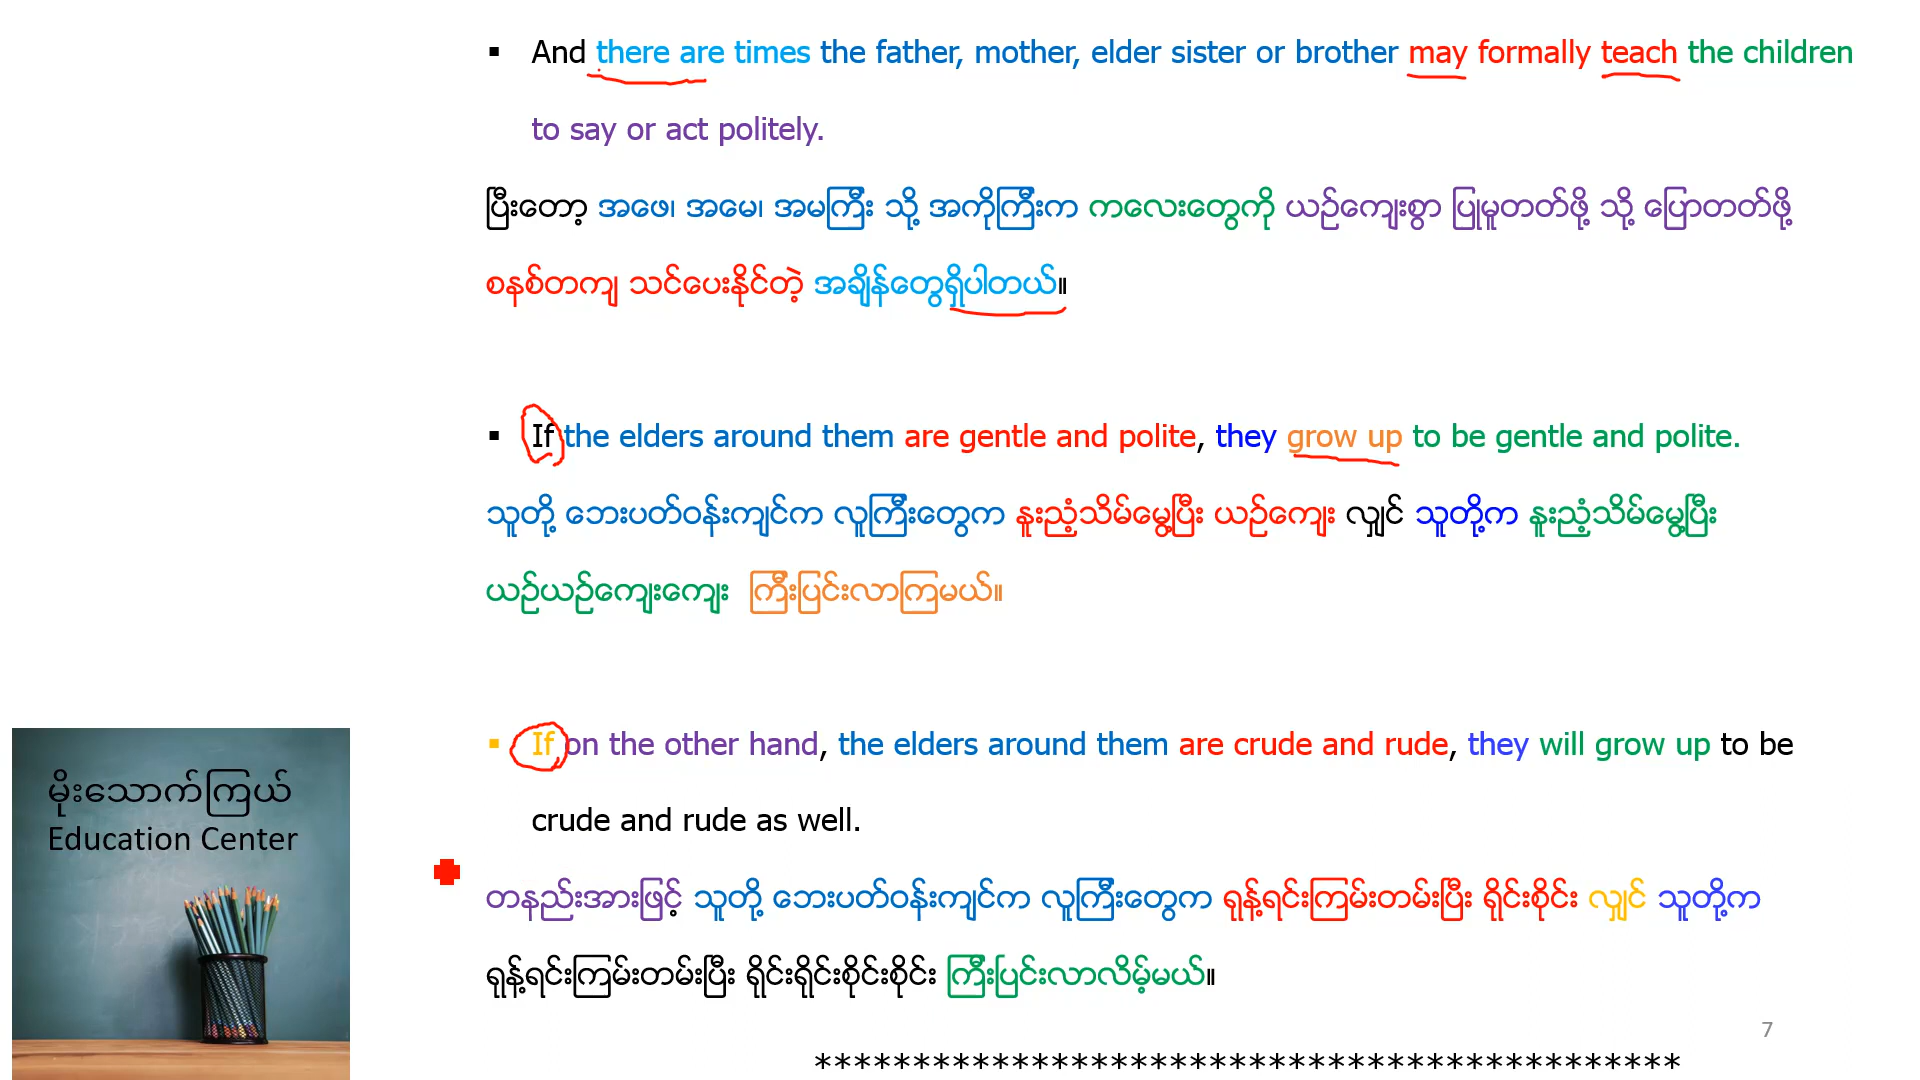 ▪ And there are times the father, mother, elder sister or brother may formally teach the children
to say or act politely.
ပြီးတော့ အဖေ၊ အမေ၊ အမကြီး သို့ အကိုကြီးက ကလေးတွေကို ယဉ်ကျေးစွာ ပြုမူတတ်ဖို့ သို့ ပြောတတ်ဖို့
စနစ်တကျ သင်ပေးနိုင်တဲ့ အချိန်တွေရှိပါတယ်။
▪ If the elders around them are gentle and polite, they grow up to be gentle and polite.
သူတို့ ဘေးပတ်ဝန်းကျင်က လူကြီးတွေက နူးညံ့သိမ်မွေ့ပြီး ယဉ်ကျေး လျှင် သူတို့က နူးညံ့သိမ်မွေ့ပြီး
ယဉ်ယဉ်ကျေးကျေး ကြီးပြင်းလာကြမယ်။
▪ If on the other hand, the elders around them are crude and rude, they will grow up to be
crude and rude as well.
တနည်းအားဖြင့် သူတို့ ဘေးပတ်ဝန်းကျင်က လူကြီးတွေက ရုန့်ရင်းကြမ်းတမ်းပြီး ရိုင်းစိုင်း လျှင် သူတို့က
ရုန့်ရင်းကြမ်းတမ်းပြီး ရိုင်းရိုင်းစိုင်းစိုင်း ကြီးပြင်းလာလိမ့်မယ်။
မိုးသောက်ကြယ်
Education Center
7
********************************************